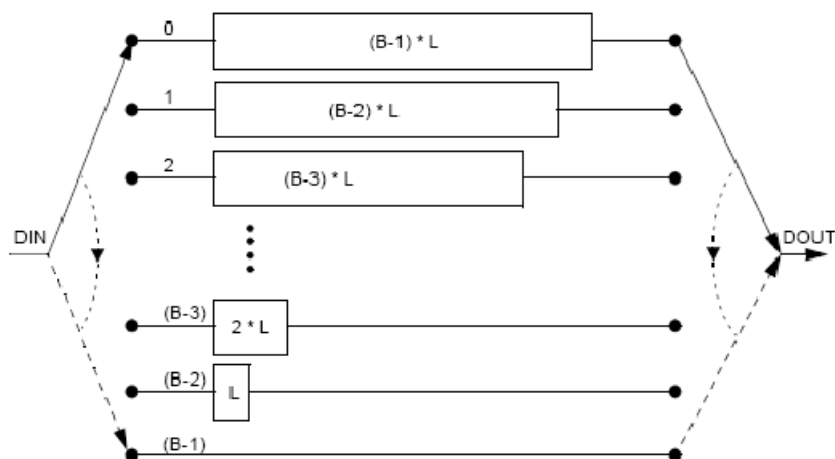 0
(B-1) * L
1
(B-2) * L.
2
(B-3) * L
DIN
DOUT
(B-3)
2 * L
(B-2)
L
(B-1)